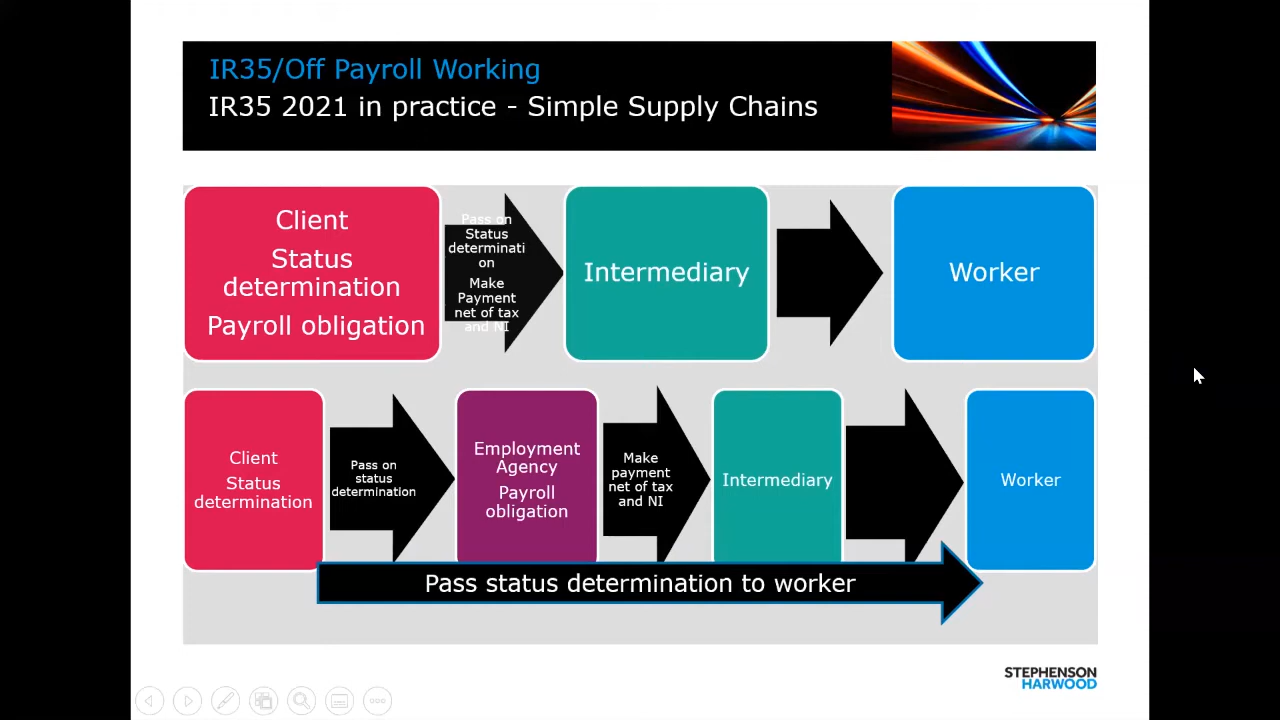 IR35/Off Payroll Working
IR35 2021 in practice - Simple Supply Chains
Client
Status
determination
Payroll obligation
Pass on
Status
determinati
on
Make
Payment
net of tax
and NI
Intermediary
Worker
Client
Status
determination
Pass on
status
determination
Employment
Agency
Payroll
obligation
Make
payment
net of tax
and NI
Intermediary
Worker
Pass status determination to worker
STEPHENSON
HARWOOD